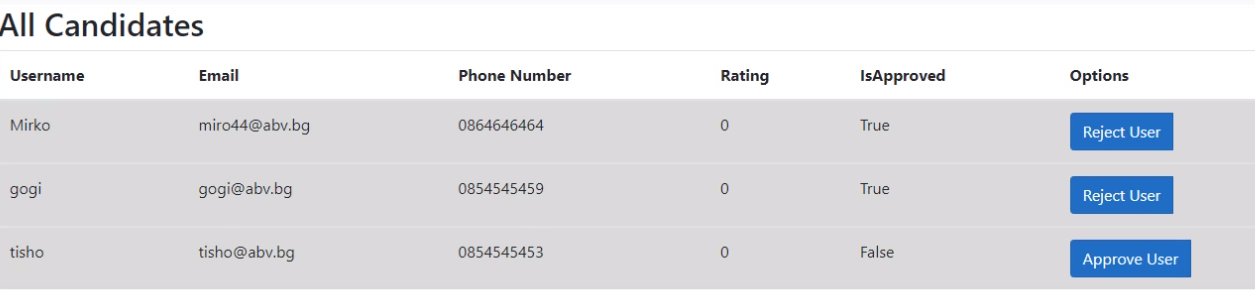 All Candidates
Username Email Phone Number Rating IsApproved Options
Mirko miro44@abv.bg 0864646464 0 True Reject User
gogi gogi@abv.bg 0854545459 0 True Reject User
tisho tisho@abv.bg 0854545453 0 False Approve User